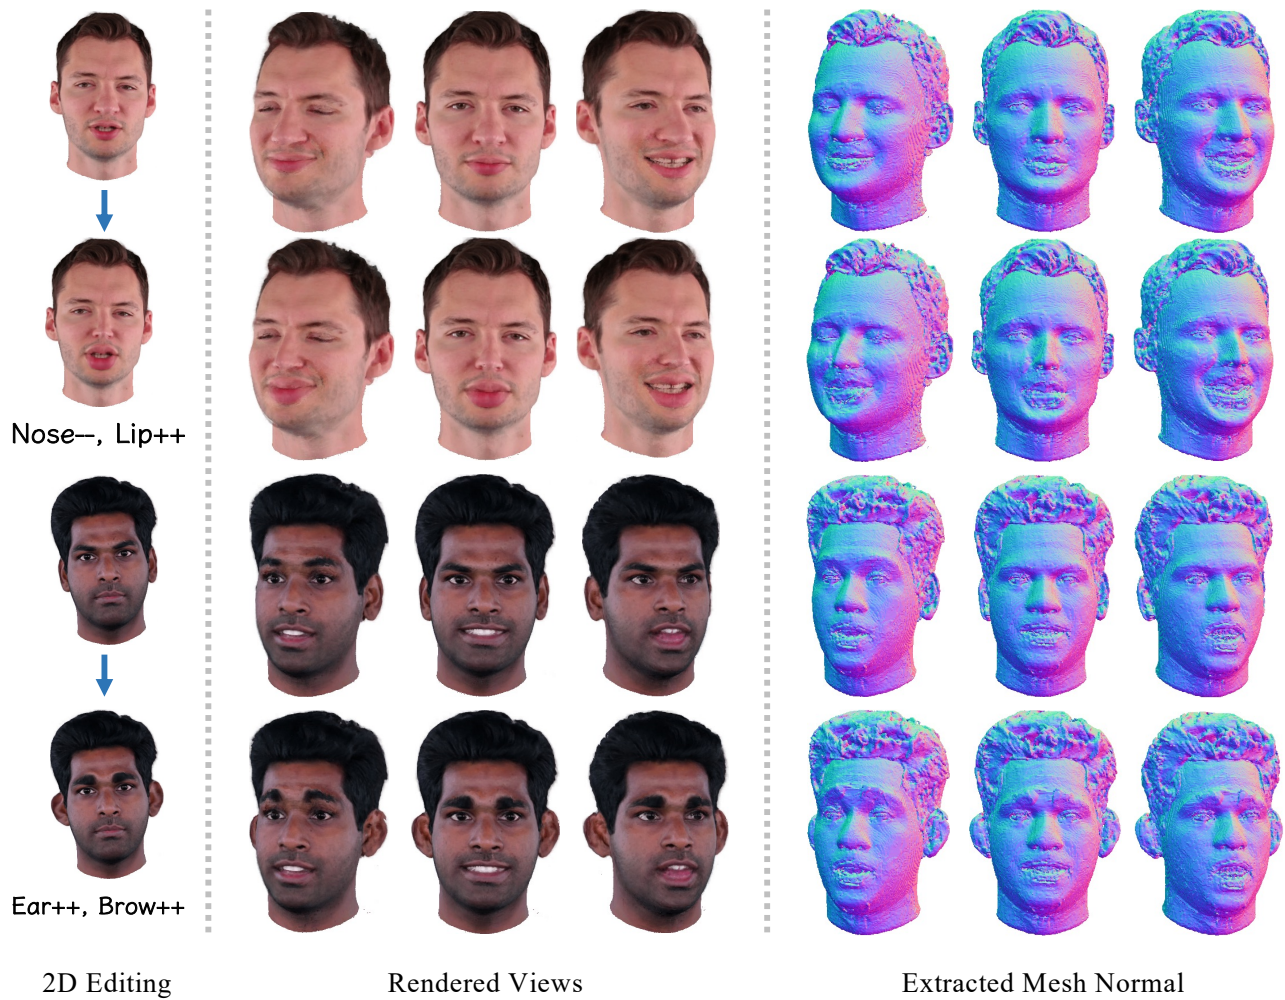 Nose--, Lip++
Ear++, Brow++
2D Editing
Rendered Views
Extracted Mesh Normal